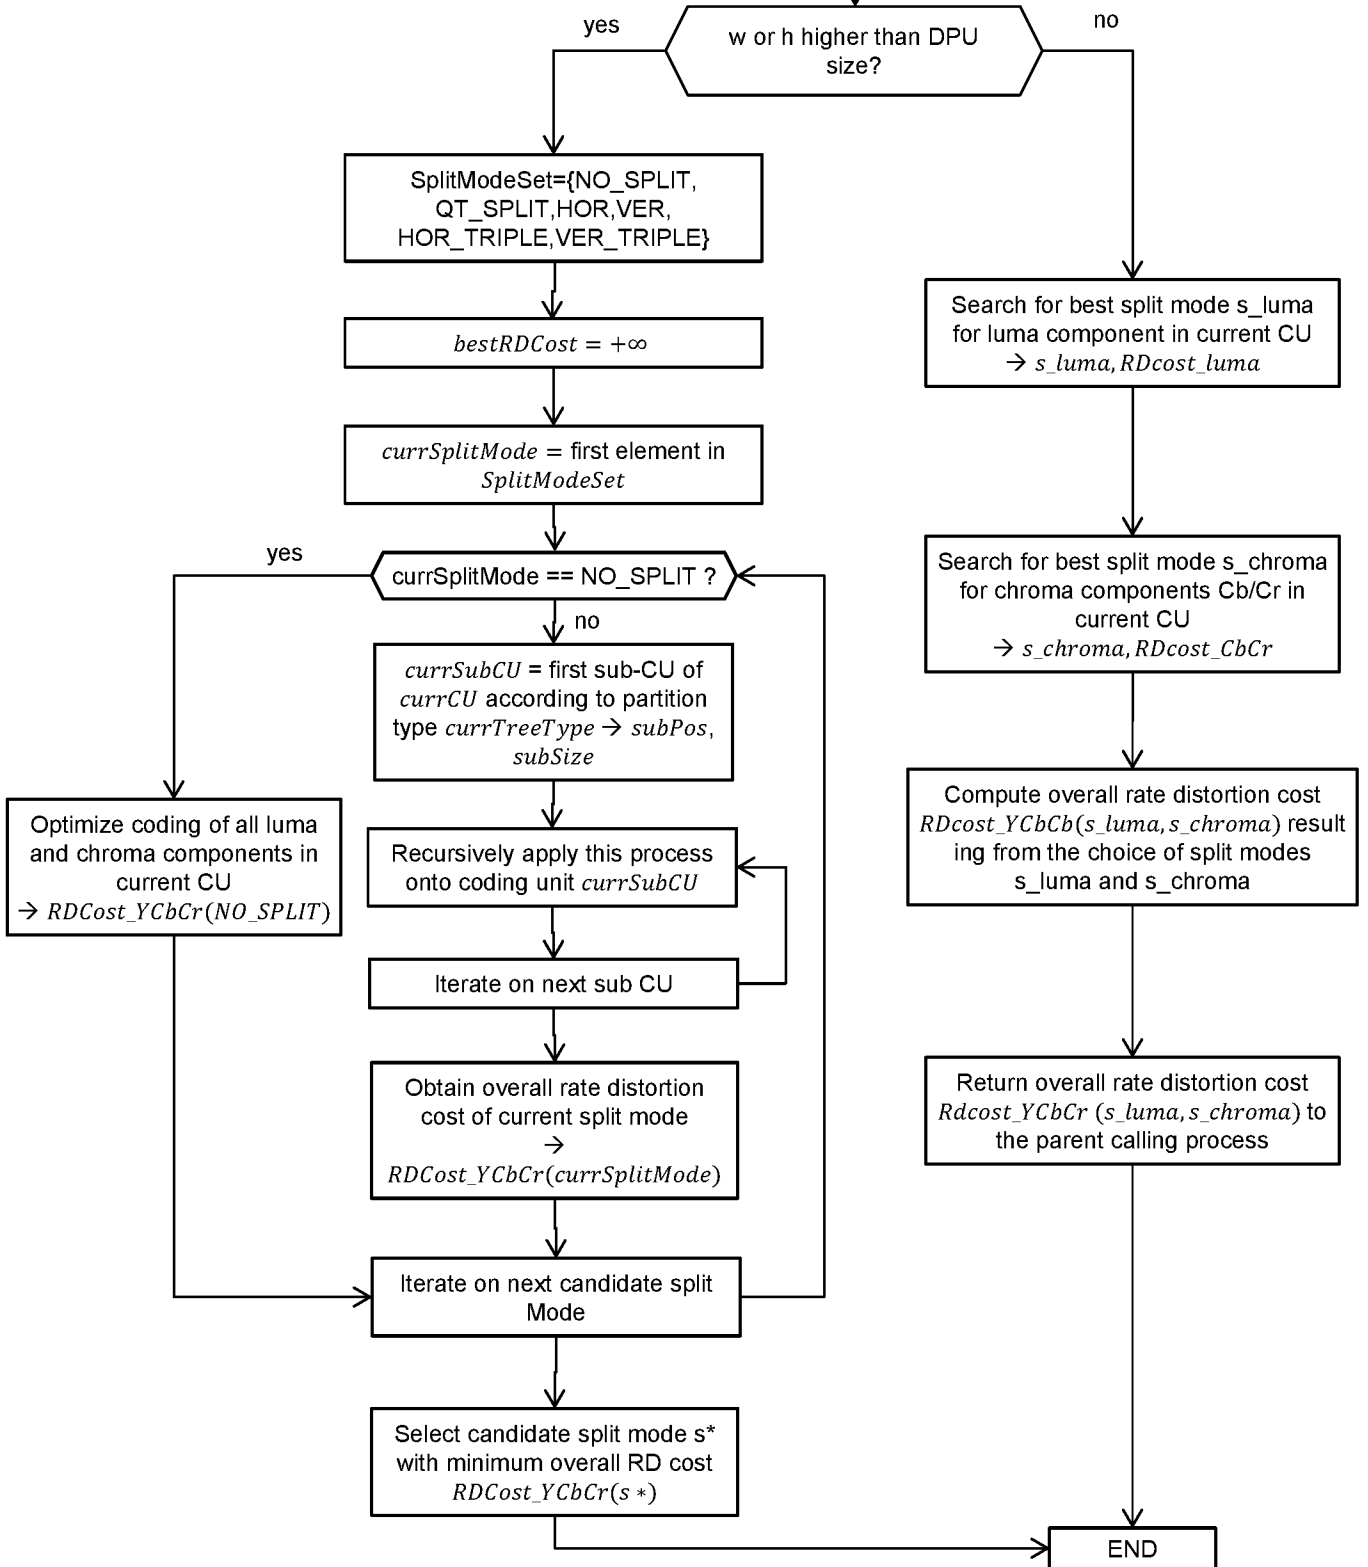 yes
w or h higher than DPU
size?
no
SplitModeSet={NO_SPLIT,
QT_SPLIT,HOR,VER,
HOR_TRIPLE,VER_TRIPLE}
bestRDCost = +∞
currSplitMode = first element in
SplitModeSet
yes
currSplitMode == NO_SPLIT ?
no
currSubCU = first sub-CU of
currCU according to partition
type currTreeType → subPos,
subSize
Optimize coding of all luma
and chroma components in
current CU
→ RDCost_YCbCr(NO_SPLIT)
Recursively apply this process
onto coding unit currSubCU
Iterate on next sub CU
Obtain overall rate distortion
cost of current split mode
→
RDCost_YCbCr(currSplitMode)
Iterate on next candidate split
Mode
Select candidate split mode s*
with minimum overall RD cost
RDCost_YCbCr(s *)
Search for best split mode s_luma
for luma component in current CU
→ s_luma, RDcost_luma
Search for best split mode s_chroma
for chroma components Cb/Cr in
current CU
→ s_chroma, RDcost_CbCr
Compute overall rate distortion cost
RDcost_YCbCb(s_luma, s_chroma) result
ing from the choice of split modes
s_luma and s_chroma
Return overall rate distortion cost
Rdcost_YCbCr (s_luma, s_chroma) to
the parent calling process
END